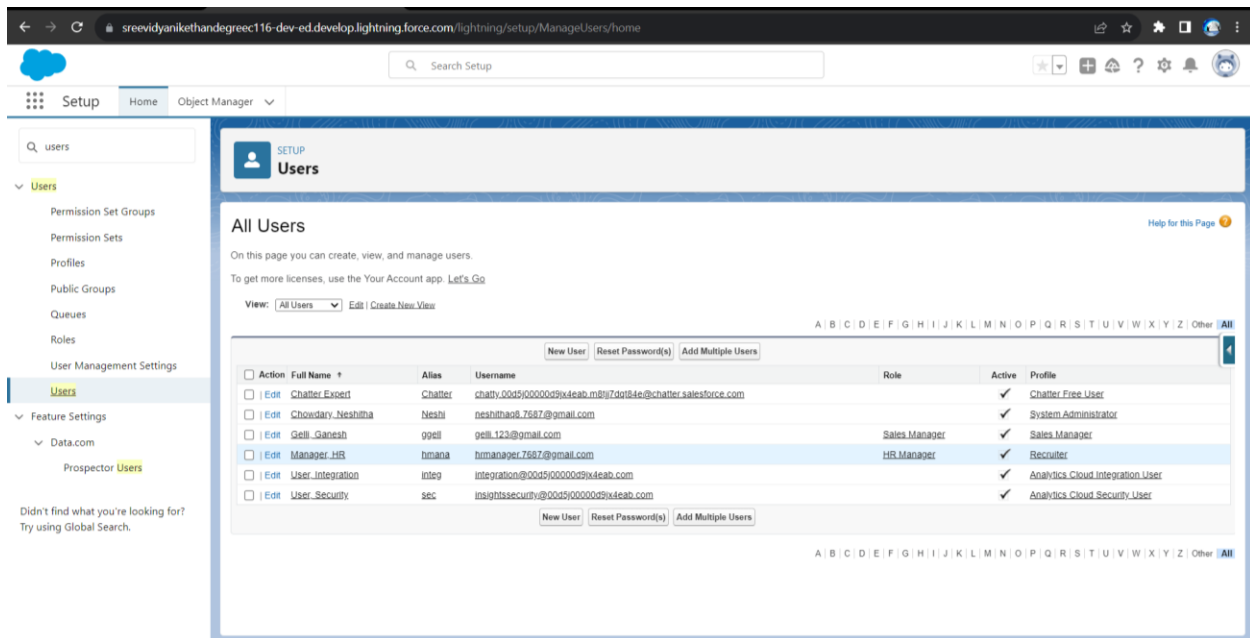 sreevidyanikethandegreec116-dev-ed.develop.lightning.force.com/lightning/setup/ManageUsers/home
Search Setup
Setup Home Object Manager
users
Users
Permission Set Groups
Permission Sets
Profiles
Public Groups
Queues
Roles
User Management Settings
Users
Feature Settings
Data.com
Prospector Users
Didn't find what you're looking for?
Try using Global Search.
SETUP
Users
All Users
Help for this Page ?
On this page you can create, view, and manage users.
To get more licenses, use the Your Account app. Let's Go
View: All Users Edit | Create New View
A | B | C | D | E | F | G | H | I | J | K | L | M | N | O | P | Q | R | S | T | U | V | W | X | Y | Z | Other All
New User Reset Password(s) Add Multiple Users
Action Full Name ↑ Alias Username Role Active Profile
| Edit Chatter Expert Chatter Chatter Free User
| Edit Chowdary, Neshitha Neshi neshithag8.7687@gmail.com System Administrator
| Edit Gelli, Ganesh ggell gelli.123@gmail.com Sales Manager Sales Manager
| Edit Manager, HR hmana hrmanager.7687@gmail.com HR Manager Recruiter
| Edit User, Integration integ integration@00d5j00000d9jx4eab.com Analytics Cloud Integration User
| Edit User, Security sec insightssecurity@00d5j00000d9jx4eab.com Analytics Cloud Security User
New User Reset Password(s) Add Multiple Users
A | B | C | D | E | F | G | H | I | J | K | L | M | N | O | P | Q | R | S | T | U | V | W | X | Y | Z | Other All